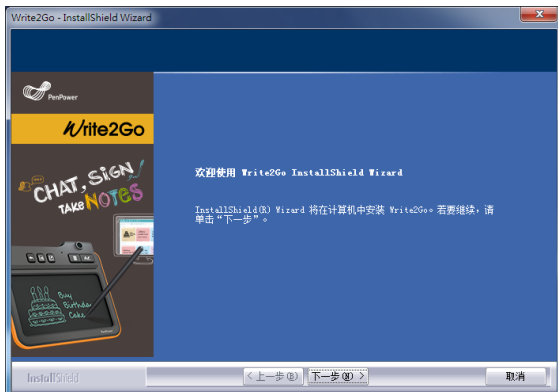 Write2Go - InstallShield Wizard
PenPower
Write2Go
CHAT, SIGN/
TAKE NOTES
Buy
Birthday
Cake
欢迎使用 Write2Go InstallShield Wizard
InstallShield(R) Wizard 将在计算机中安装 Write2Go。若要继续，请
单击“下一步”。
InstallShield
<上一步(B)
下一步(N) >
取消